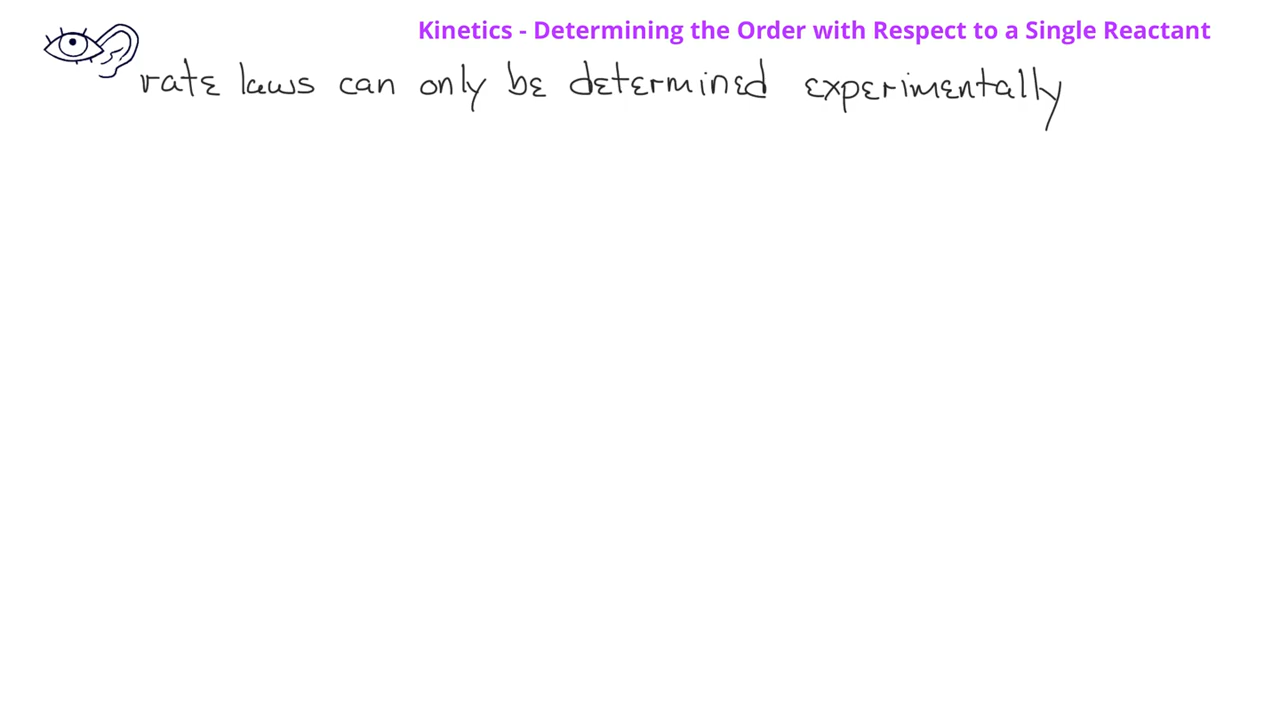 Kinetics - Determining the Order with Respect to a Single Reactant
rate laws can only be determined experimentally